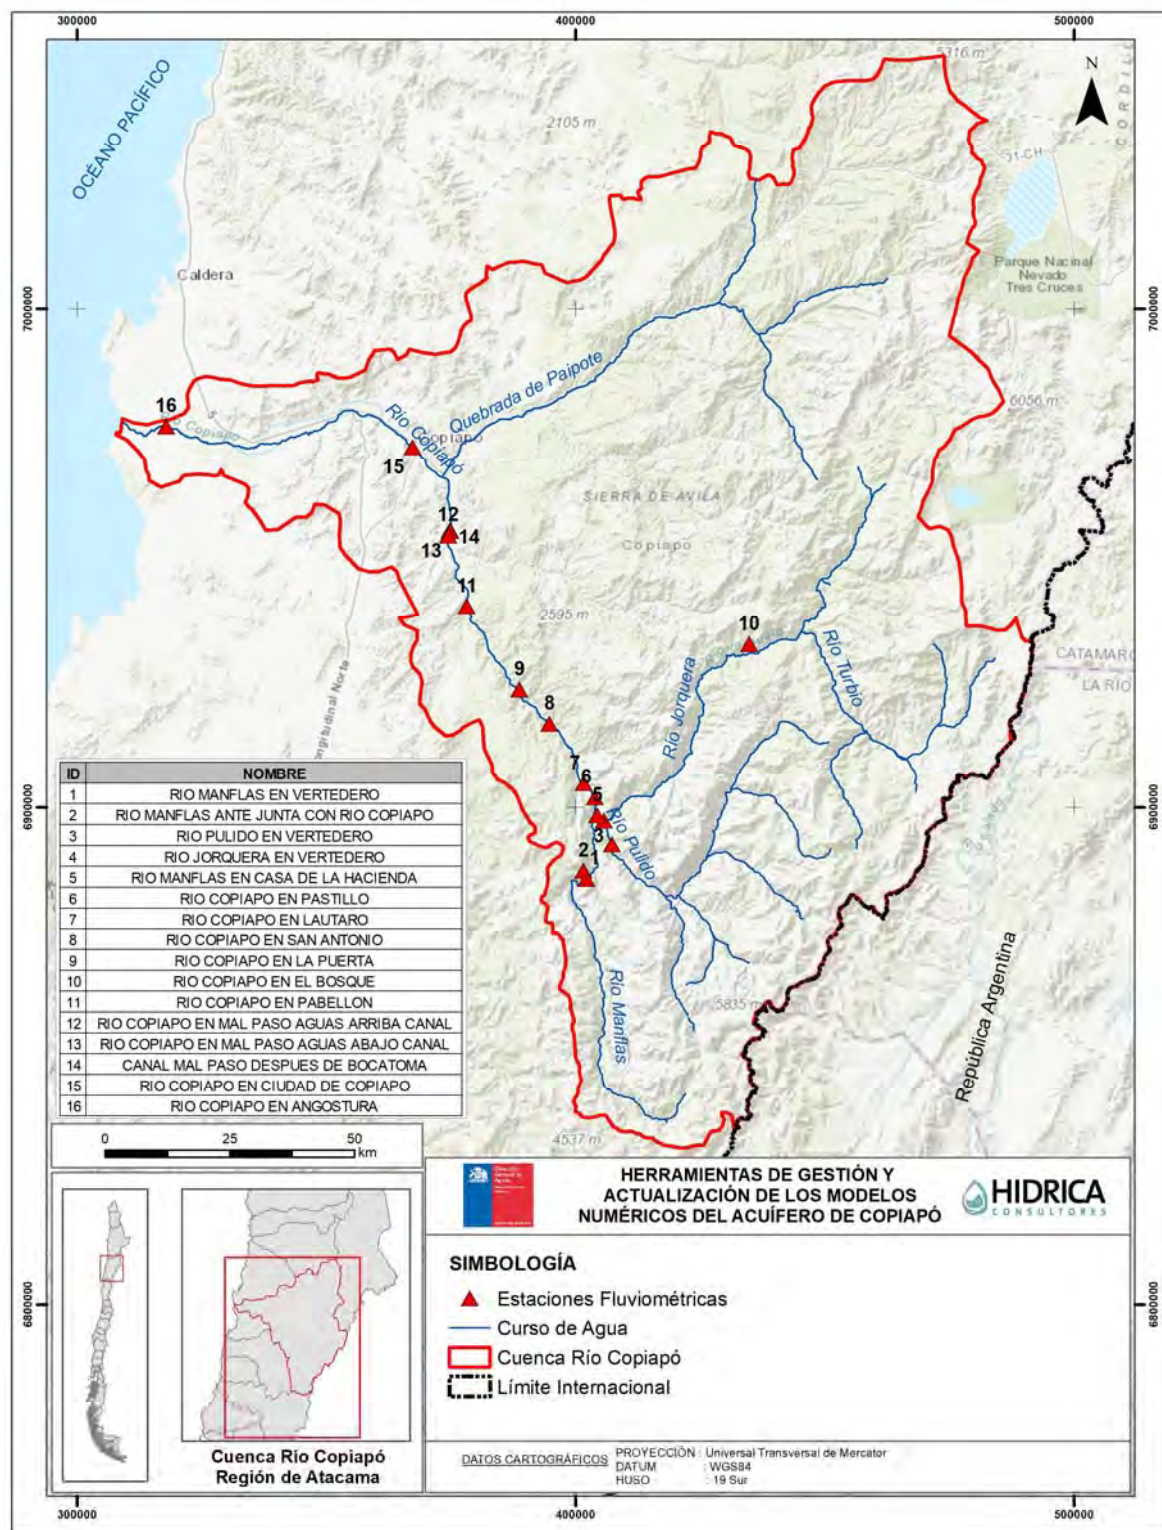 300000 400000 500000
7000000 7000000
6900000 6900000
6800000 6800000
N
OCÉANO PACÍFICO
5316 m
2105 m
31-CH
Caldera
Parque Nacinal
Nevado
Tres Cruces
Quebrada de Paipote
16
5
Río Copiapó
Copiapó
15
6056 m
SIERRA DE AVILA
12
13 14
Copiapo
11
2595 m
10
Río Turbio
CATAMARC
LA RIO
9
Río Jorquera
8
7
6
5
Río Pulido
3
2
1
Río Manflas
5835 m
República Argentina
4537 m
ID NOMBRE
1 RIO MANFLAS EN VERTEDERO
2 RIO MANFLAS ANTE JUNTA CON RIO COPIAPO
3 RIO PULIDO EN VERTEDERO
4 RIO JORQUERA EN VERTEDERO
5 RIO MANFLAS EN CASA DE LA HACIENDA
6 RIO COPIAPO EN PASTILLO
7 RIO COPIAPO EN LAUTARO
8 RIO COPIAPO EN SAN ANTONIO
9 RIO COPIAPO EN LA PUERTA
10 RIO COPIAPO EN EL BOSQUE
11 RIO COPIAPO EN PABELLON
12 RIO COPIAPO EN MAL PASO AGUAS ARRIBA CANAL
13 RIO COPIAPO EN MAL PASO AGUAS ABAJO CANAL
14 CANAL MAL PASO DESPUES DE BOCATOMA
15 RIO COPIAPO EN CIUDAD DE COPIAPO
16 RIO COPIAPO EN ANGOSTURA
0 25 50
km
Cuenca Río Copiapó
Región de Atacama
HERRAMIENTAS DE GESTIÓN Y
ACTUALIZACIÓN DE LOS MODELOS
NUMÉRICOS DEL ACUÍFERO DE COPIAPÓ
HIDRICA
CONSULTORES
SIMBOLOGÍA
Estaciones Fluviométricas
Curso de Agua
Cuenca Río Copiapó
Límite Internacional
DATOS CARTOGRÁFICOS
PROYECCIÓN : Universal Transversal de Mercator
DATUM : WGS84
HUSO : 19 Sur
300000 400000 500000